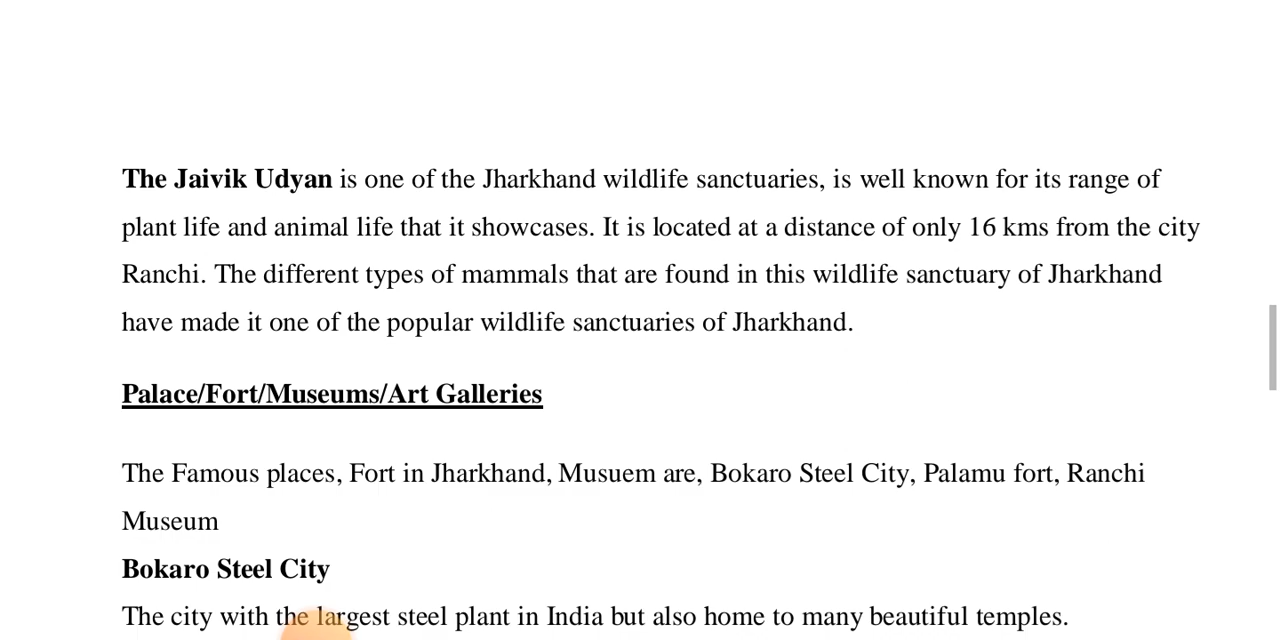 The Jaivik Udyan is one of the Jharkhand wildlife sanctuaries, is well known for its range of
plant life and animal life that it showcases. It is located at a distance of only 16 kms from the city
Ranchi. The different types of mammals that are found in this wildlife sanctuary of Jharkhand
have made it one of the popular wildlife sanctuaries of Jharkhand.
Palace/Fort/Museums/Art Galleries
The Famous places, Fort in Jharkhand, Musuem are, Bokaro Steel City, Palamu fort, Ranchi
Museum
Bokaro Steel City
The city with the largest steel plant in India but also home to many beautiful temples.